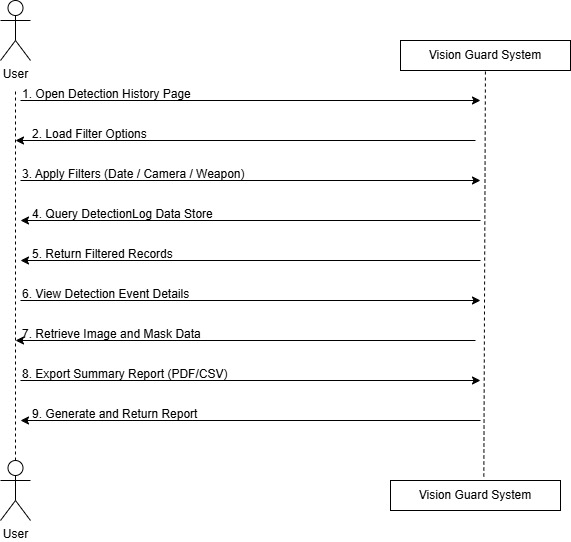 User
Vision Guard System
1. Open Detection History Page
2. Load Filter Options
3. Apply Filters (Date / Camera / Weapon)
4. Query DetectionLog Data Store
5. Return Filtered Records
6. View Detection Event Details
7. Retrieve Image and Mask Data
8. Export Summary Report (PDF/CSV)
9. Generate and Return Report
User
Vision Guard System